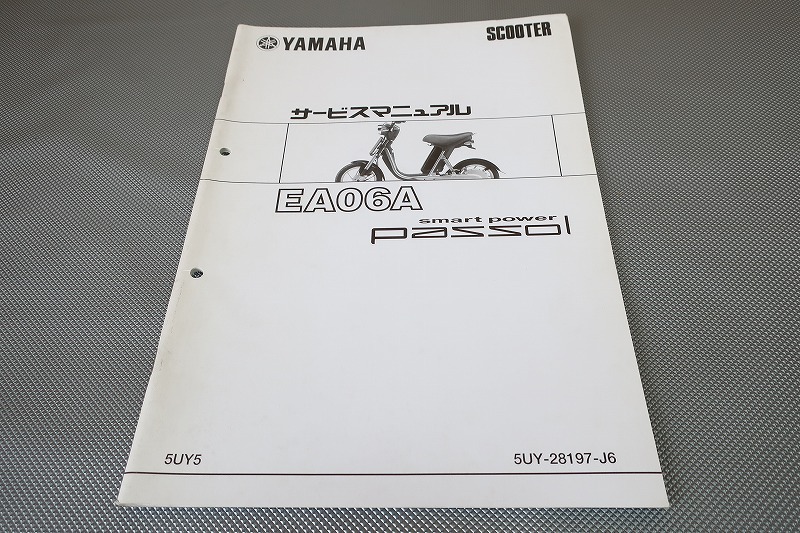 YAMAHA SCOOTER
サービスマニュアル
EA06A
smart power
passol
5UY5 5UY-28197-J6